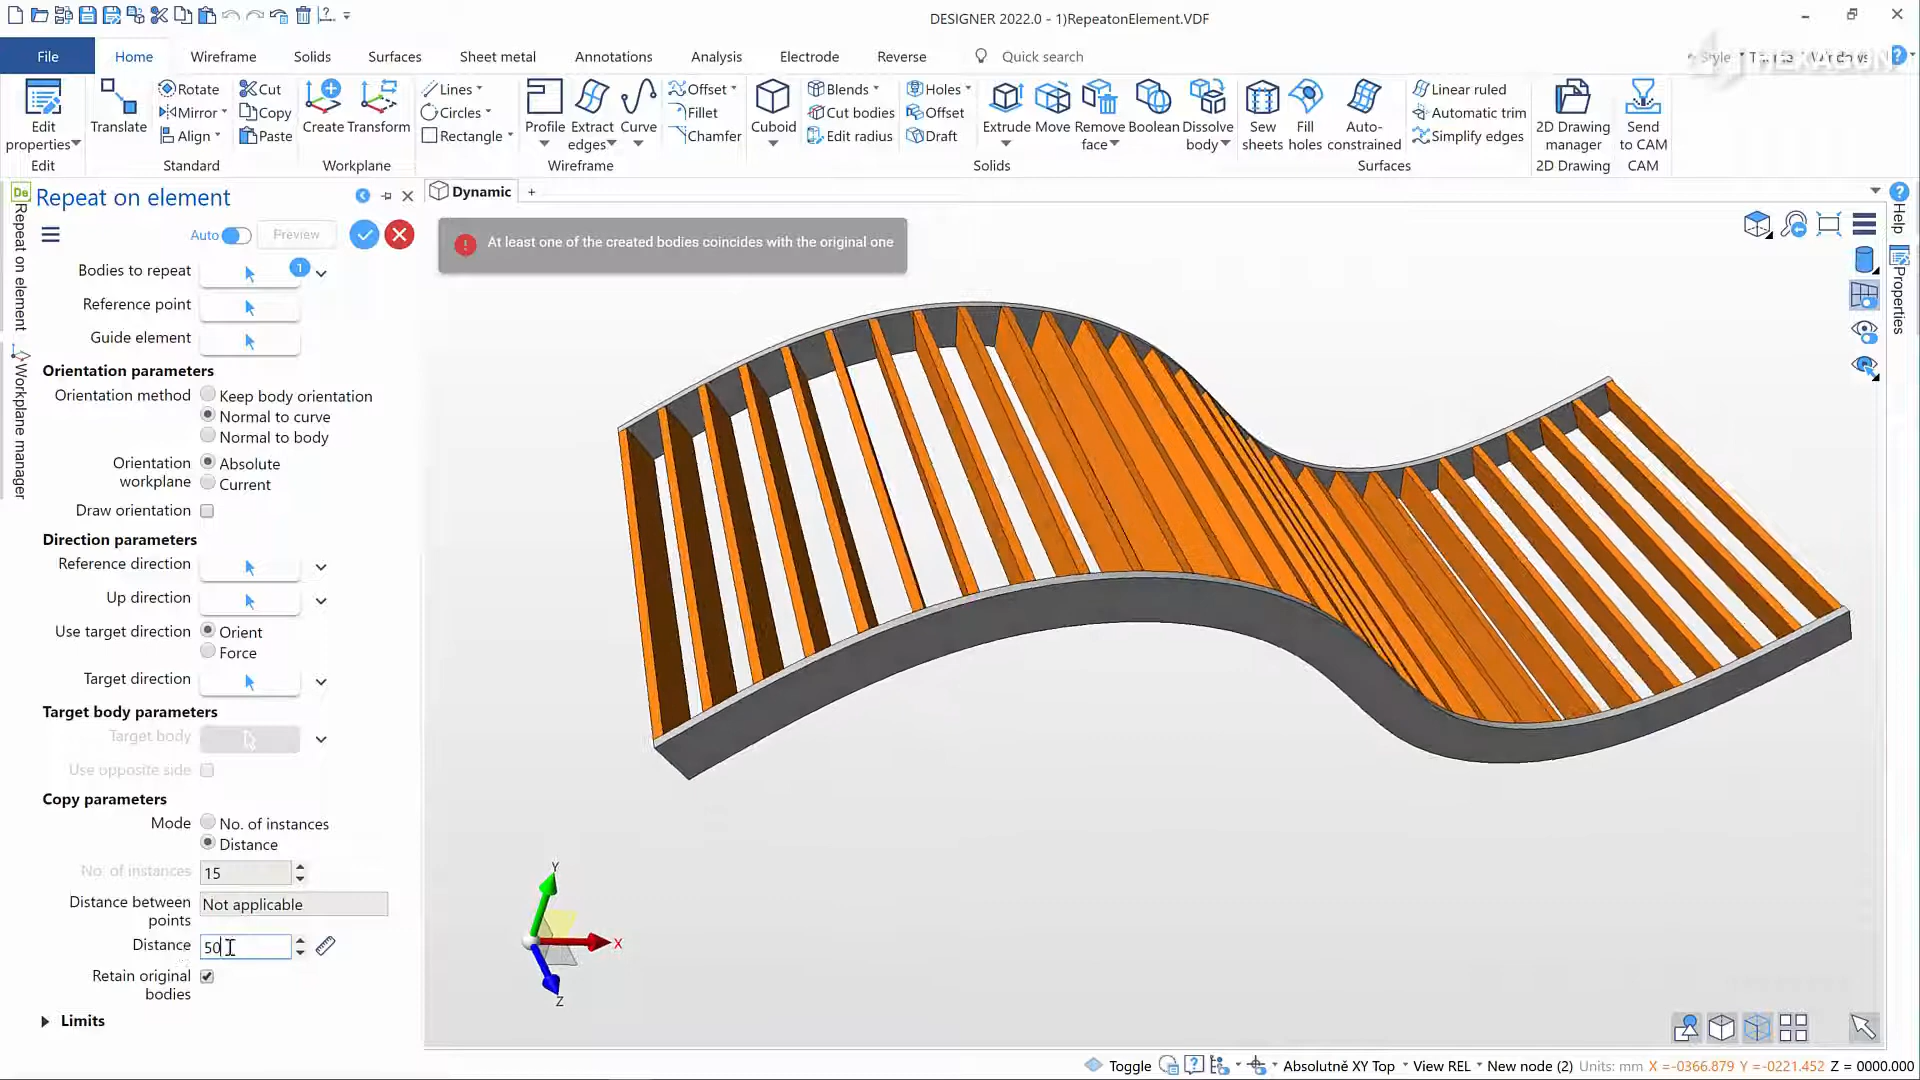 DESIGNER 2022.0 - 1)RepeatonElement.VDF
File
Home
Wireframe
Solids
Surfaces
Sheet metal
Annotations
Analysis
Electrode
Reverse
Quick search
Style
Windows
HEXAGON
Edit
properties
Edit
Translate
Rotate
Mirror
Align
Cut
Copy
Paste
Standard
Create
Transform
Workplane
Lines
Circles
Rectangle
Profile
Extract
edges
Curve
Offset
Fillet
Chamfer
Wireframe
Cuboid
Blends
Cut bodies
Edit radius
Holes
Offset
Draft
Extrude
Move
Remove
face
Boolean
Dissolve
body
Solids
Sew
sheets
Fill
holes
Auto-
constrained
Linear ruled
Automatic trim
Simplify edges
Surfaces
2D Drawing
manager
2D Drawing
Send
to CAM
CAM
De
Repeat on element
Workplane manager
Repeat on element
Auto
Preview
Bodies to repeat
1
Reference point
Guide element
Orientation parameters
Orientation method
Keep body orientation
Normal to curve
Normal to body
Orientation
workplane
Absolute
Current
Draw orientation
Direction parameters
Reference direction
Up direction
Use target direction
Orient
Force
Target direction
Target body parameters
Target body
Use opposite side
Copy parameters
Mode
No. of instances
Distance
No. of instances
15
Distance between
points
Not applicable
Distance
50
Retain original
bodies
Limits
Dynamic
+
At least one of the created bodies coincides with the original one
Help
Properties
Y
X
Z
Toggle
Absolutně XY Top
View REL
New node (2)
Units: mm
X =-0366.879
Y =-0221.452
Z = 0000.000